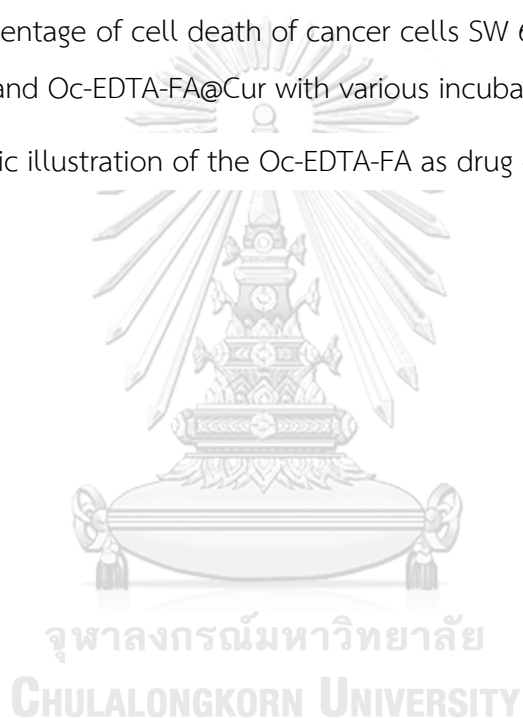 entage of cell death of cancer cells SW 6
and Oc-EDTA-FA@Cur with various incuba
ic illustration of the Oc-EDTA-FA as drug
จุฬาลงกรณ์มหาวิทยาลัย
CHULALONGKORN UNIVERSITY